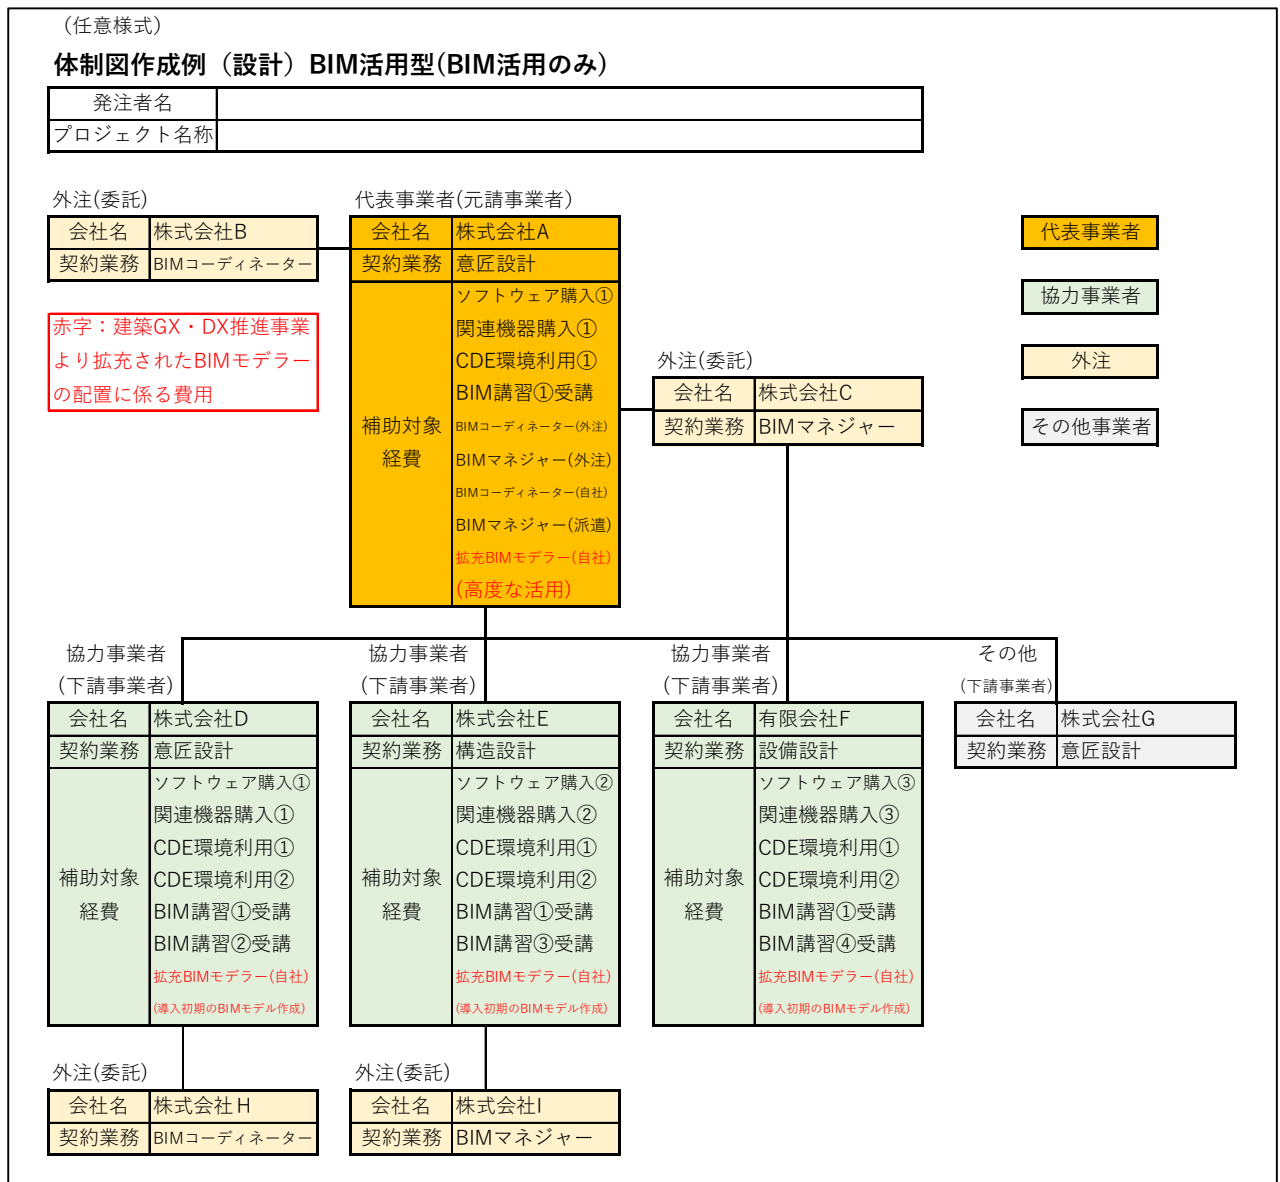 (任意様式)
体制図作成例（設計）BIM活用型(BIM活用のみ)
発注者名
プロジェクト名称
外注(委託)
会社名 株式会社B
契約業務 BIMコーディネーター
赤字：建築GX・DX推進事業
より拡充されたBIMモデラー
の配置に係る費用
代表事業者(元請事業者)
会社名 株式会社A
契約業務 意匠設計
補助対象
経費
ソフトウェア購入①
関連機器購入①
CDE環境利用①
BIM講習①受講
BIMコーディネーター(外注)
BIMマネジャー(外注)
BIMコーディネーター(自社)
BIMマネジャー(派遣)
拡充BIMモデラー(自社)
(高度な活用)
外注(委託)
会社名 株式会社C
契約業務 BIMマネジャー
代表事業者
協力事業者
外注
その他事業者
協力事業者
(下請事業者)
会社名 株式会社D
契約業務 意匠設計
補助対象
経費
ソフトウェア購入①
関連機器購入①
CDE環境利用①
CDE環境利用②
BIM講習①受講
BIM講習②受講
拡充BIMモデラー(自社)
(導入初期のBIMモデル作成)
協力事業者
(下請事業者)
会社名 株式会社E
契約業務 構造設計
補助対象
経費
ソフトウェア購入②
関連機器購入②
CDE環境利用①
CDE環境利用②
BIM講習①受講
BIM講習③受講
拡充BIMモデラー(自社)
(導入初期のBIMモデル作成)
協力事業者
(下請事業者)
会社名 有限会社F
契約業務 設備設計
補助対象
経費
ソフトウェア購入③
関連機器購入③
CDE環境利用①
CDE環境利用②
BIM講習①受講
BIM講習④受講
拡充BIMモデラー(自社)
(導入初期のBIMモデル作成)
その他
(下請事業者)
会社名 株式会社G
契約業務 意匠設計
外注(委託)
会社名 株式会社Ｈ
契約業務 BIMコーディネーター
外注(委託)
会社名 株式会社I
契約業務 BIMマネジャー